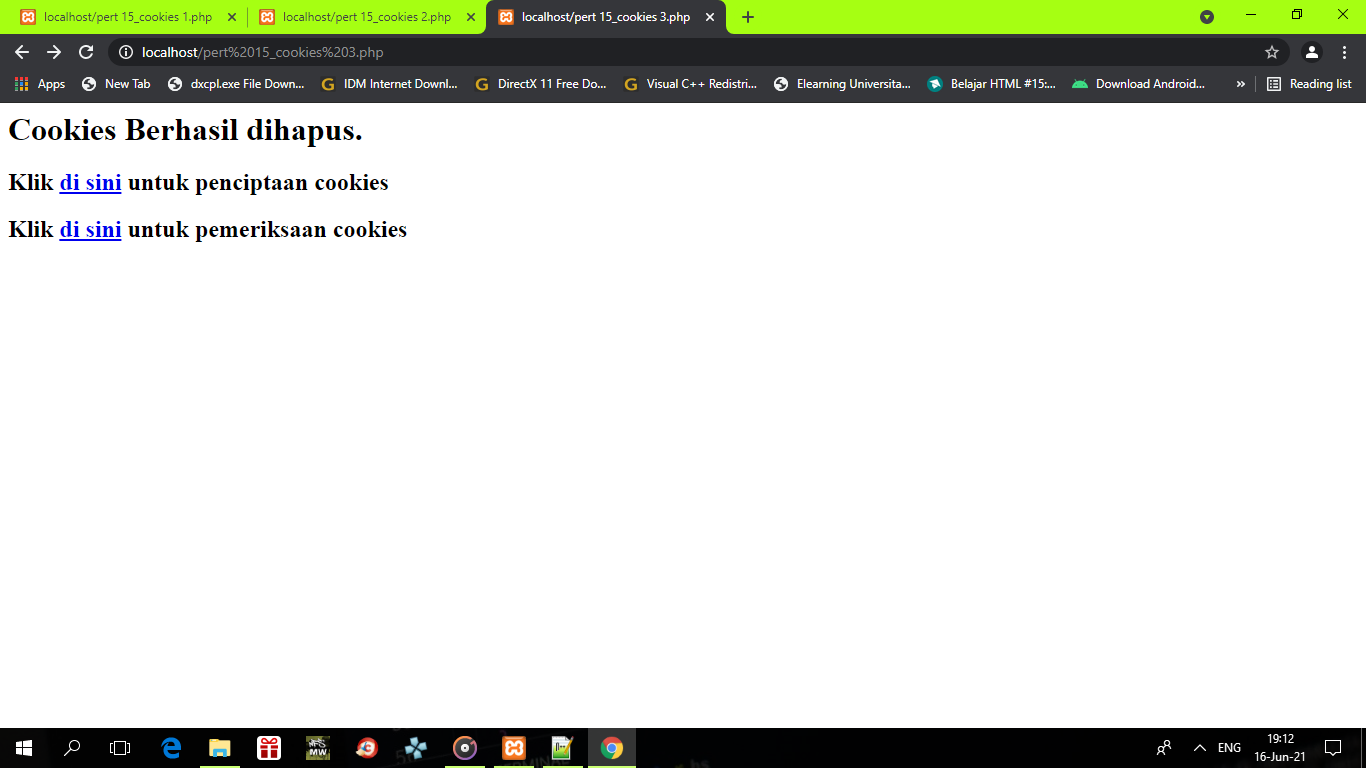 localhost/pert 15_cookies 1.php
localhost/pert 15_cookies 2.php
localhost/pert 15_cookies 3.php
localhost/pert%2015_cookies%203.php
Apps
New Tab
dxcpl.exe File Down...
IDM Internet Downl...
DirectX 11 Free Do...
Visual C++ Redistri...
Elearning Universita...
Belajar HTML #15:...
Download Android...
»
Reading list
Cookies Berhasil dihapus.
Klik di sini untuk penciptaan cookies
Klik di sini untuk pemeriksaan cookies
MW
ENG
19:12
16-Jun-21